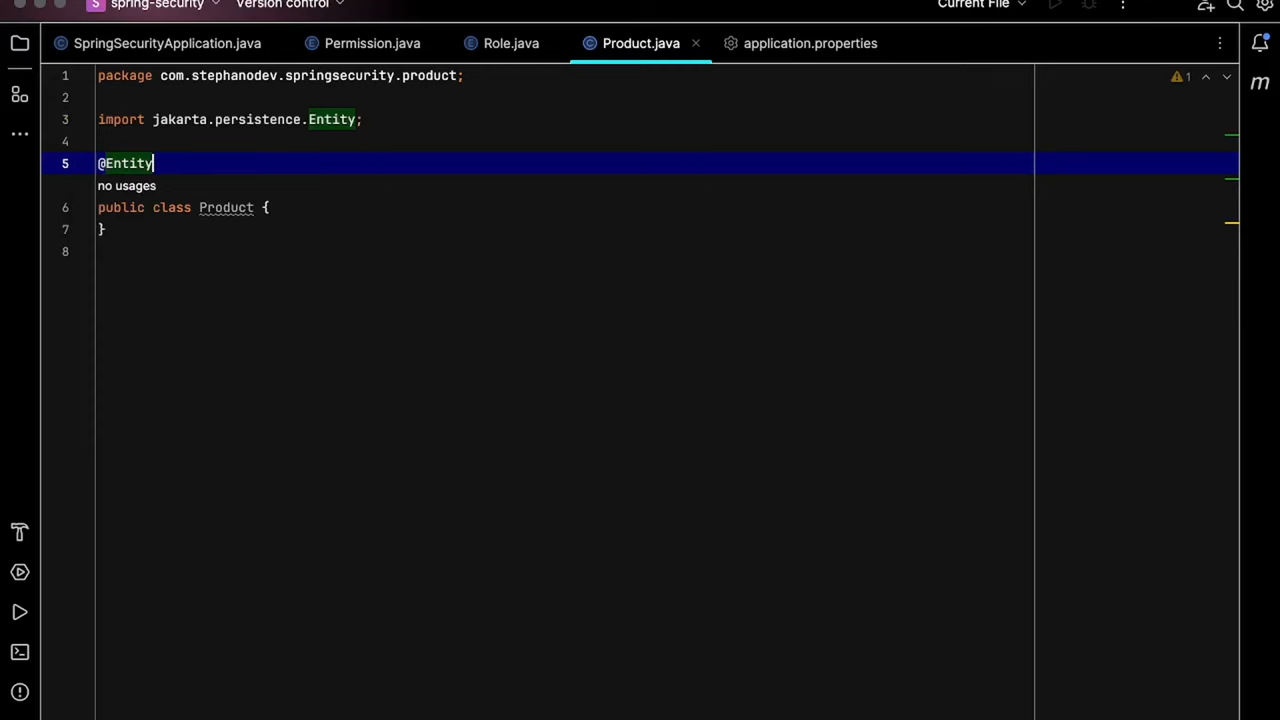 S spring-security Version control Current File
SpringSecurityApplication.java Permission.java Role.java Product.java application.properties
1 package com.stephanodev.springsecurity.product; 1
2
3 import jakarta.persistence.Entity;
4
5 @Entity
no usages
6 public class Product {
7 }
8